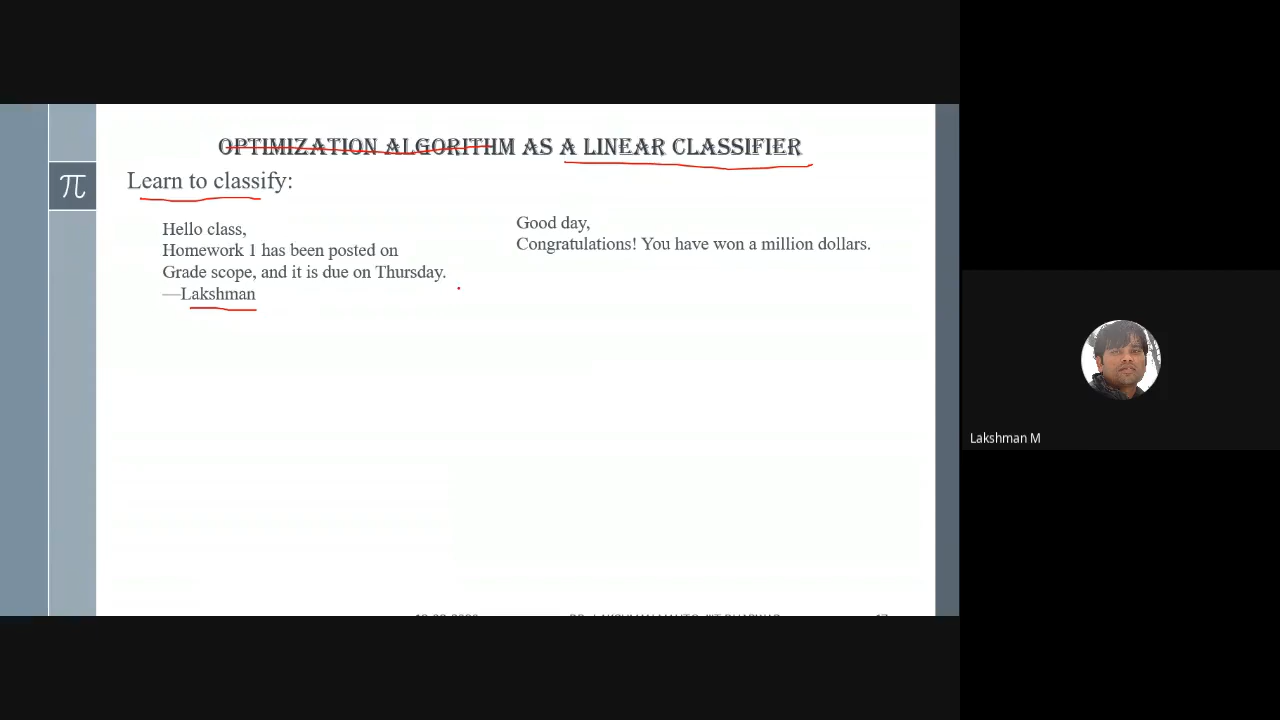 OPTIMIZATION ALGORITHM AS A LINEAR CLASSIFIER
π
Learn to classify:
Hello class,
Homework 1 has been posted on
Grade scope, and it is due on Thursday.
—Lakshman
Good day,
Congratulations! You have won a million dollars.
Lakshman M